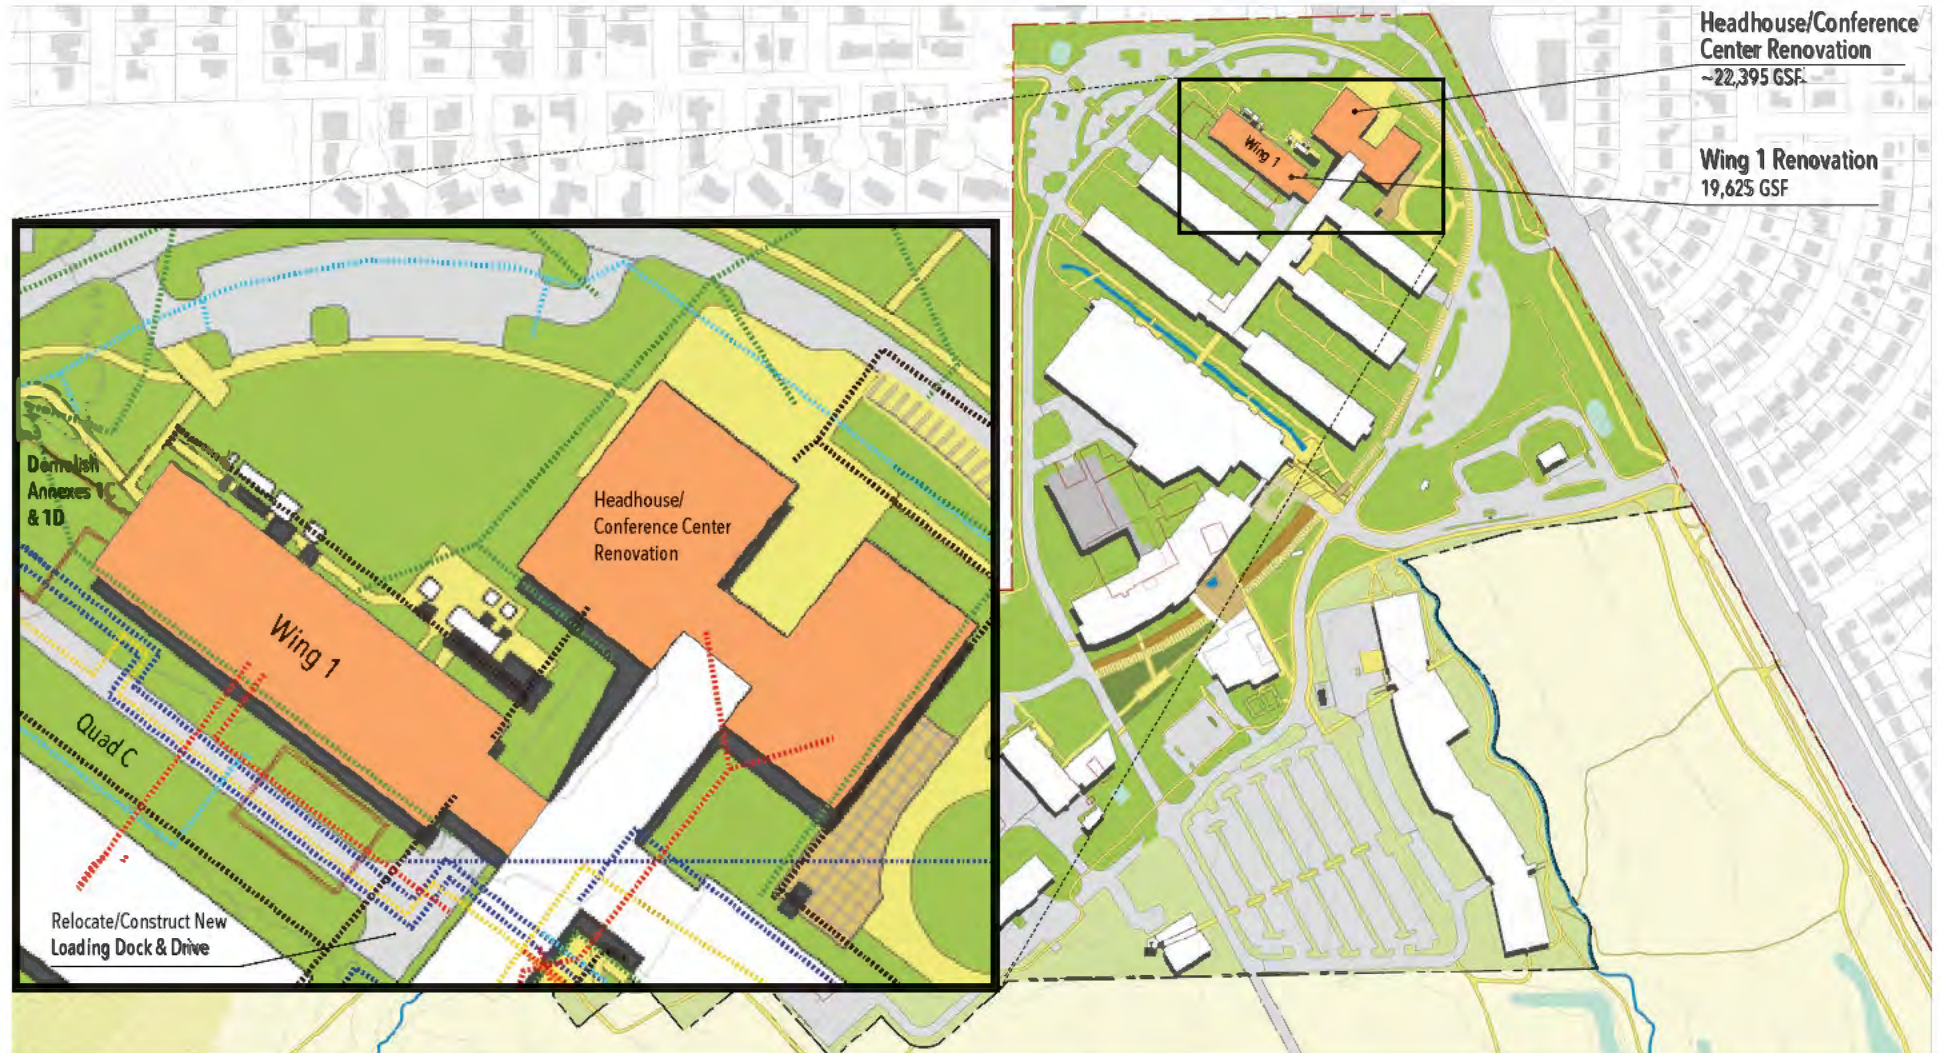 Headhouse/Conference
Center Renovation
~22,395 GSF
Wing 1 Renovation
19,625 GSF
Wing 1
Demolish
Annexes 1C
& 1D
Headhouse/
Conference Center
Renovation
Wing 1
Quad C
Relocate/Construct New
Loading Dock & Drive